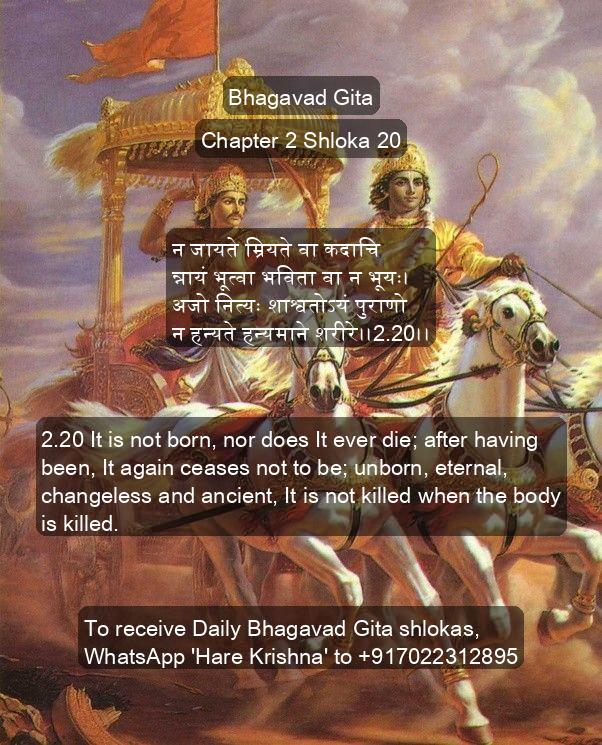 Bhagavad Gita
Chapter 2 Shloka 20
न जायते म्रियते वा कदाचि
न्नायं भूत्वा भविता वा न भूयः।
अजो नित्यः शाश्वतोऽयं पुराणो
न हन्यते हन्यमाने शरीरे।।2.20।।
2.20 It is not born, nor does It ever die; after having
been, It again ceases not to be; unborn, eternal,
changeless and ancient, It is not killed when the body
is killed.
To receive Daily Bhagavad Gita shlokas,
WhatsApp 'Hare Krishna' to +917022312895